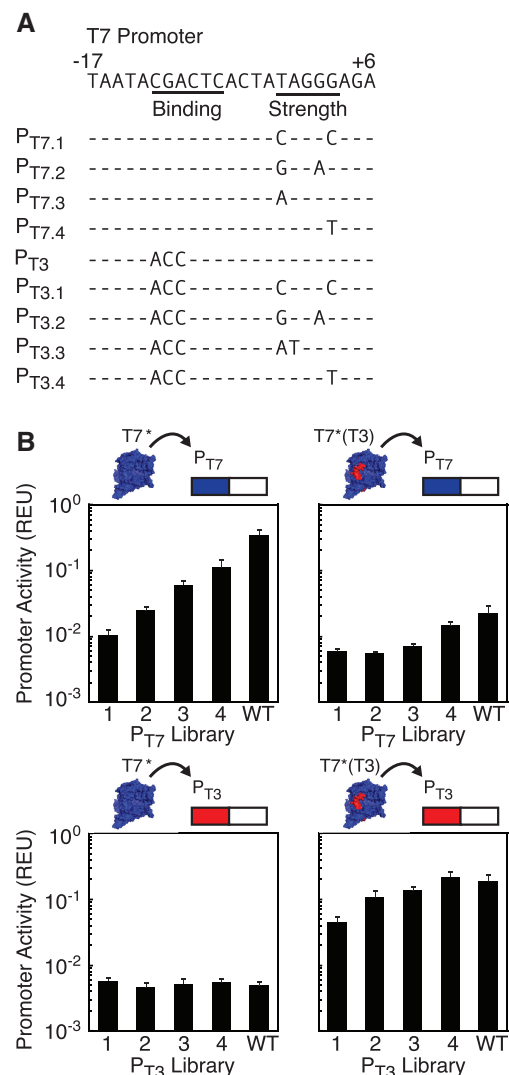 A
T7 Promoter
-17 +6
TAATACGACTCACTATAGGGAGA
Binding Strength
PT7.1 ---------------C---C---
PT7.2 ---------------G--A----
PT7.3 ---------------A-------
PT7.4 -------------------T---
PT3 -----ACC---------------
PT3.1 -----ACC-------C---C---
PT3.2 -----ACC-------G--A----
PT3.3 -----ACC-------AT------
PT3.4 -----ACC-----------T---
B
T7* T7*(T3)
PT7 PT7
Promoter Activity (REU)
10^0
10^-1
10^-2
10^-3
1 2 3 4 WT 1 2 3 4 WT
PT7 Library PT7 Library
T7* T7*(T3)
PT3 PT3
Promoter Activity (REU)
10^0
10^-1
10^-2
10^-3
1 2 3 4 WT 1 2 3 4 WT
PT3 Library PT3 Library